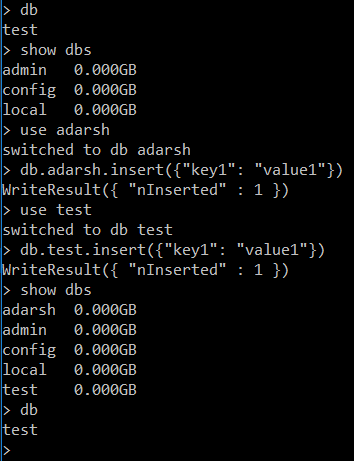 > db
test
> show dbs
admin   0.000GB
config  0.000GB
local   0.000GB
> use adarsh
switched to db adarsh
> db.adarsh.insert({"key1": "value1"})
WriteResult({ "nInserted" : 1 })
> use test
switched to db test
> db.test.insert({"key1": "value1"})
WriteResult({ "nInserted" : 1 })
> show dbs
adarsh  0.000GB
admin   0.000GB
config  0.000GB
local   0.000GB
test    0.000GB
> db
test
>